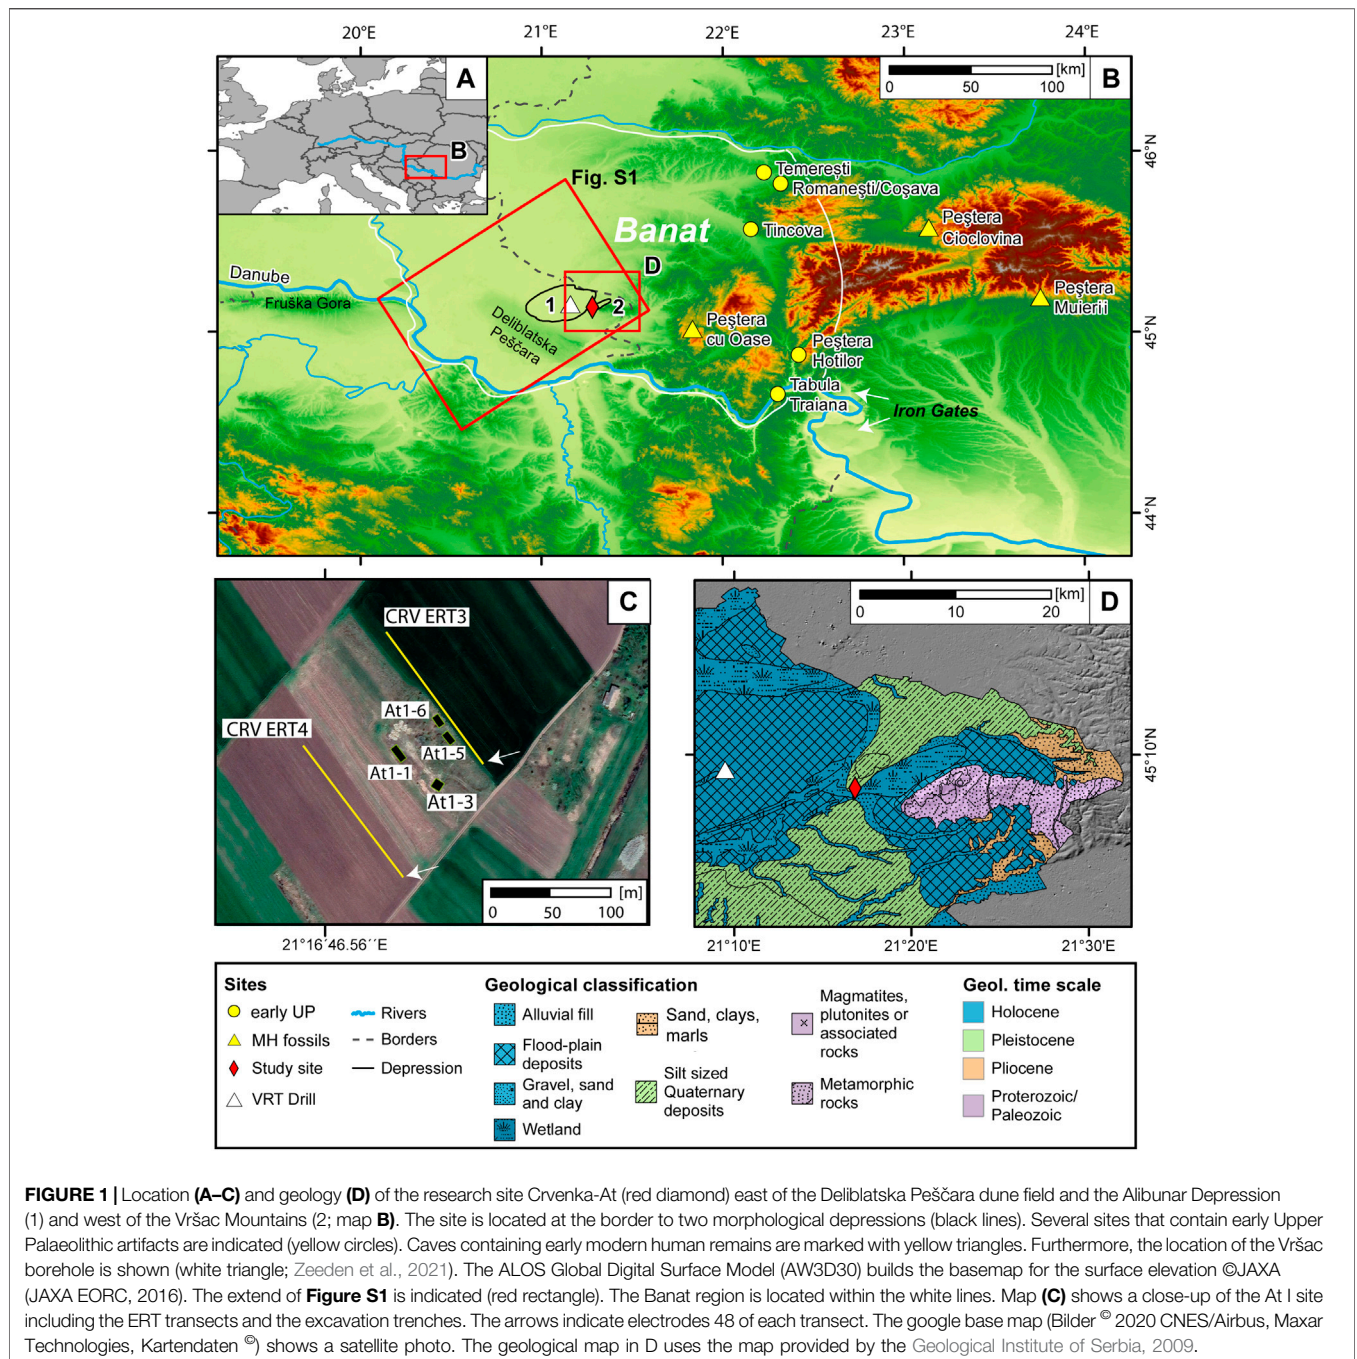 20°E
21°E
22°E
23°E
24°E
A
B
[km]
0
50
100
B
46°N
45°N
44°N
Fig. S1
Banat
D
Danube
Fruška Gora
1
2
Deliblatska
Peščara
Temereşti
Romaneşti/Coşava
Tincova
Peştera
Cioclovina
Peştera
Muierii
Peştera
cu Oase
Peştera
Hotilor
Tabula
Traiana
Iron Gates
C
CRV ERT3
CRV ERT4
At1-6
At1-5
At1-1
At1-3
[m]
0
50
100
21°16´46.56´´E
[km]
0
10
20
D
45°10'N
21°10'E
21°20'E
21°30'E
Sites
early UP
MH fossils
Study site
VRT Drill
Rivers
Borders
Depression
Geological classification
Alluvial fill
Flood-plain
deposits
Gravel, sand
and clay
Wetland
Sand, clays,
marls
Silt sized
Quaternary
deposits
Magmatites,
plutonites or
associated
rocks
Metamorphic
rocks
Geol. time scale
Holocene
Pleistocene
Pliocene
Proterozoic/
Paleozoic
FIGURE 1 | Location (A–C) and geology (D) of the research site Crvenka-At (red diamond) east of the Deliblatska Peščara dune field and the Alibunar Depression
(1) and west of the Vršac Mountains (2; map B). The site is located at the border to two morphological depressions (black lines). Several sites that contain early Upper
Palaeolithic artifacts are indicated (yellow circles). Caves containing early modern human remains are marked with yellow triangles. Furthermore, the location of the Vršac
borehole is shown (white triangle; Zeeden et al., 2021). The ALOS Global Digital Surface Model (AW3D30) builds the basemap for the surface elevation ©JAXA
(JAXA EORC, 2016). The extend of Figure S1 is indicated (red rectangle). The Banat region is located within the white lines. Map (C) shows a close-up of the At I site
including the ERT transects and the excavation trenches. The arrows indicate electrodes 48 of each transect. The google base map (Bilder © 2020 CNES/Airbus, Maxar
Technologies, Kartendaten ©) shows a satellite photo. The geological map in D uses the map provided by the Geological Institute of Serbia, 2009.